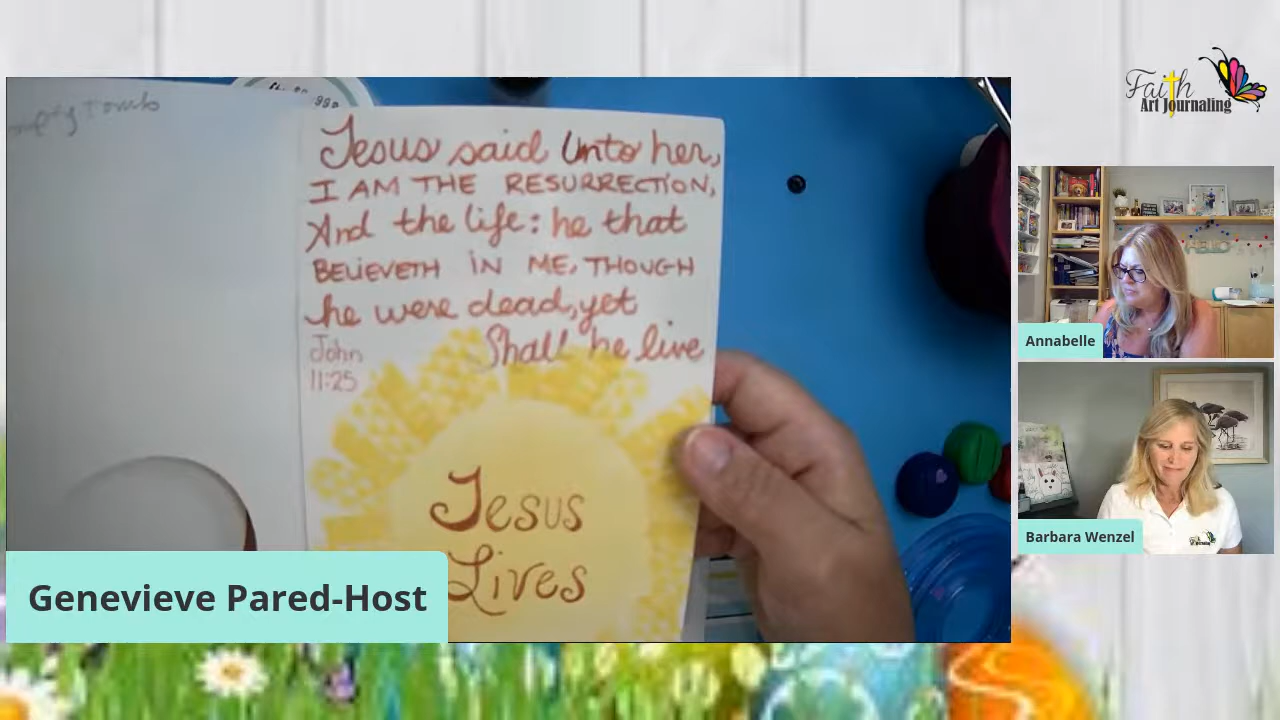 Faith
Art Journaling
Tomb
Jesus said Unto her,
I AM THE RESURRECTION,
And the life: he that
BELIEVETH IN ME, THOUGH
he were dead, yet
Shall he live
John
11:25
Jesus
Lives
Annabelle
Barbara Wenzel
Genevieve Pared-Host